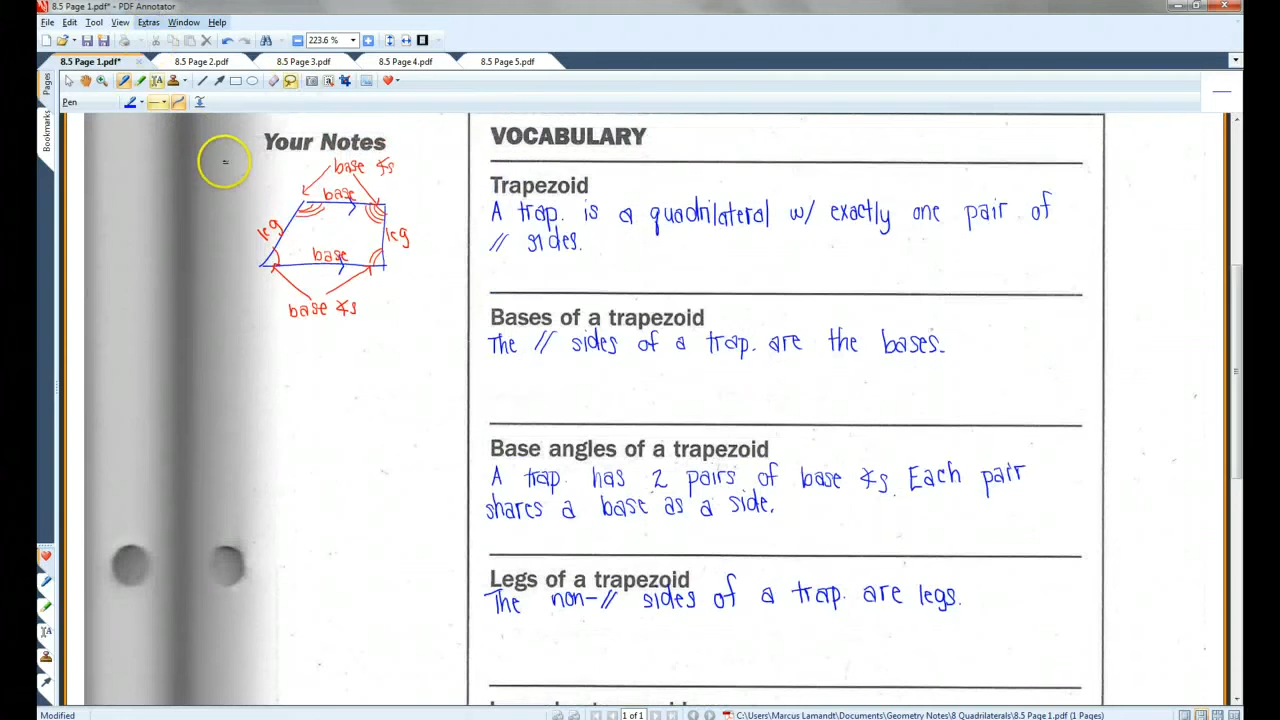 8.5 Page 1.pdf* - PDF Annotator
File Edit Tool View Extras Window Help
223.6 %
8.5 Page 1.pdf* 8.5 Page 2.pdf 8.5 Page 3.pdf 8.5 Page 4.pdf 8.5 Page 5.pdf
Pen
Pages
Bookmarks
Your Notes
base ∡s
base
leg
leg
base
base ∡s
VOCABULARY
Trapezoid
A trap. is a quadrilateral w/ exactly one pair of
// sides.
Bases of a trapezoid
The // sides of a trap. are the bases.
Base angles of a trapezoid
A trap has 2 pairs of base ∡s. Each pair
shares a base as a side.
Legs of a trapezoid
The non-// sides of a trap. are legs.
Modified
1 of 1
C:\Users\Marcus Lamandt\Documents\Geometry Notes\8 Quadrilaterals\8.5 Page 1.pdf (1 Pages)